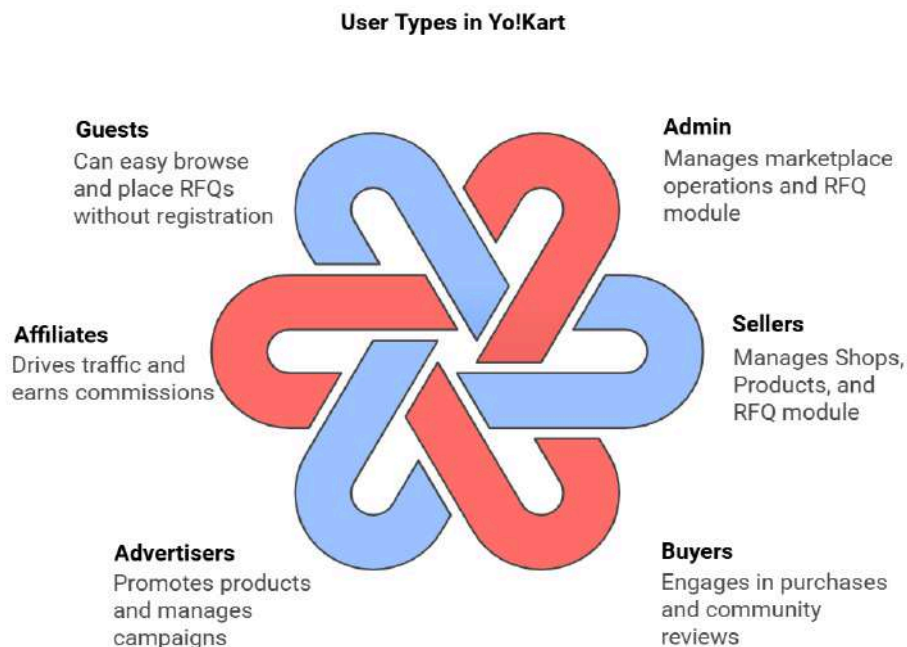 User Types in Yo!Kart
Guests
Can easy browse
and place RFQs
without registration
Admin
Manages marketplace
operations and RFQ
module
Affiliates
Drives traffic and
earns commissions
Sellers
Manages Shops,
Products, and
RFQ module
Advertisers
Promotes products
and manages
campaigns
Buyers
Engages in purchases
and community
reviews